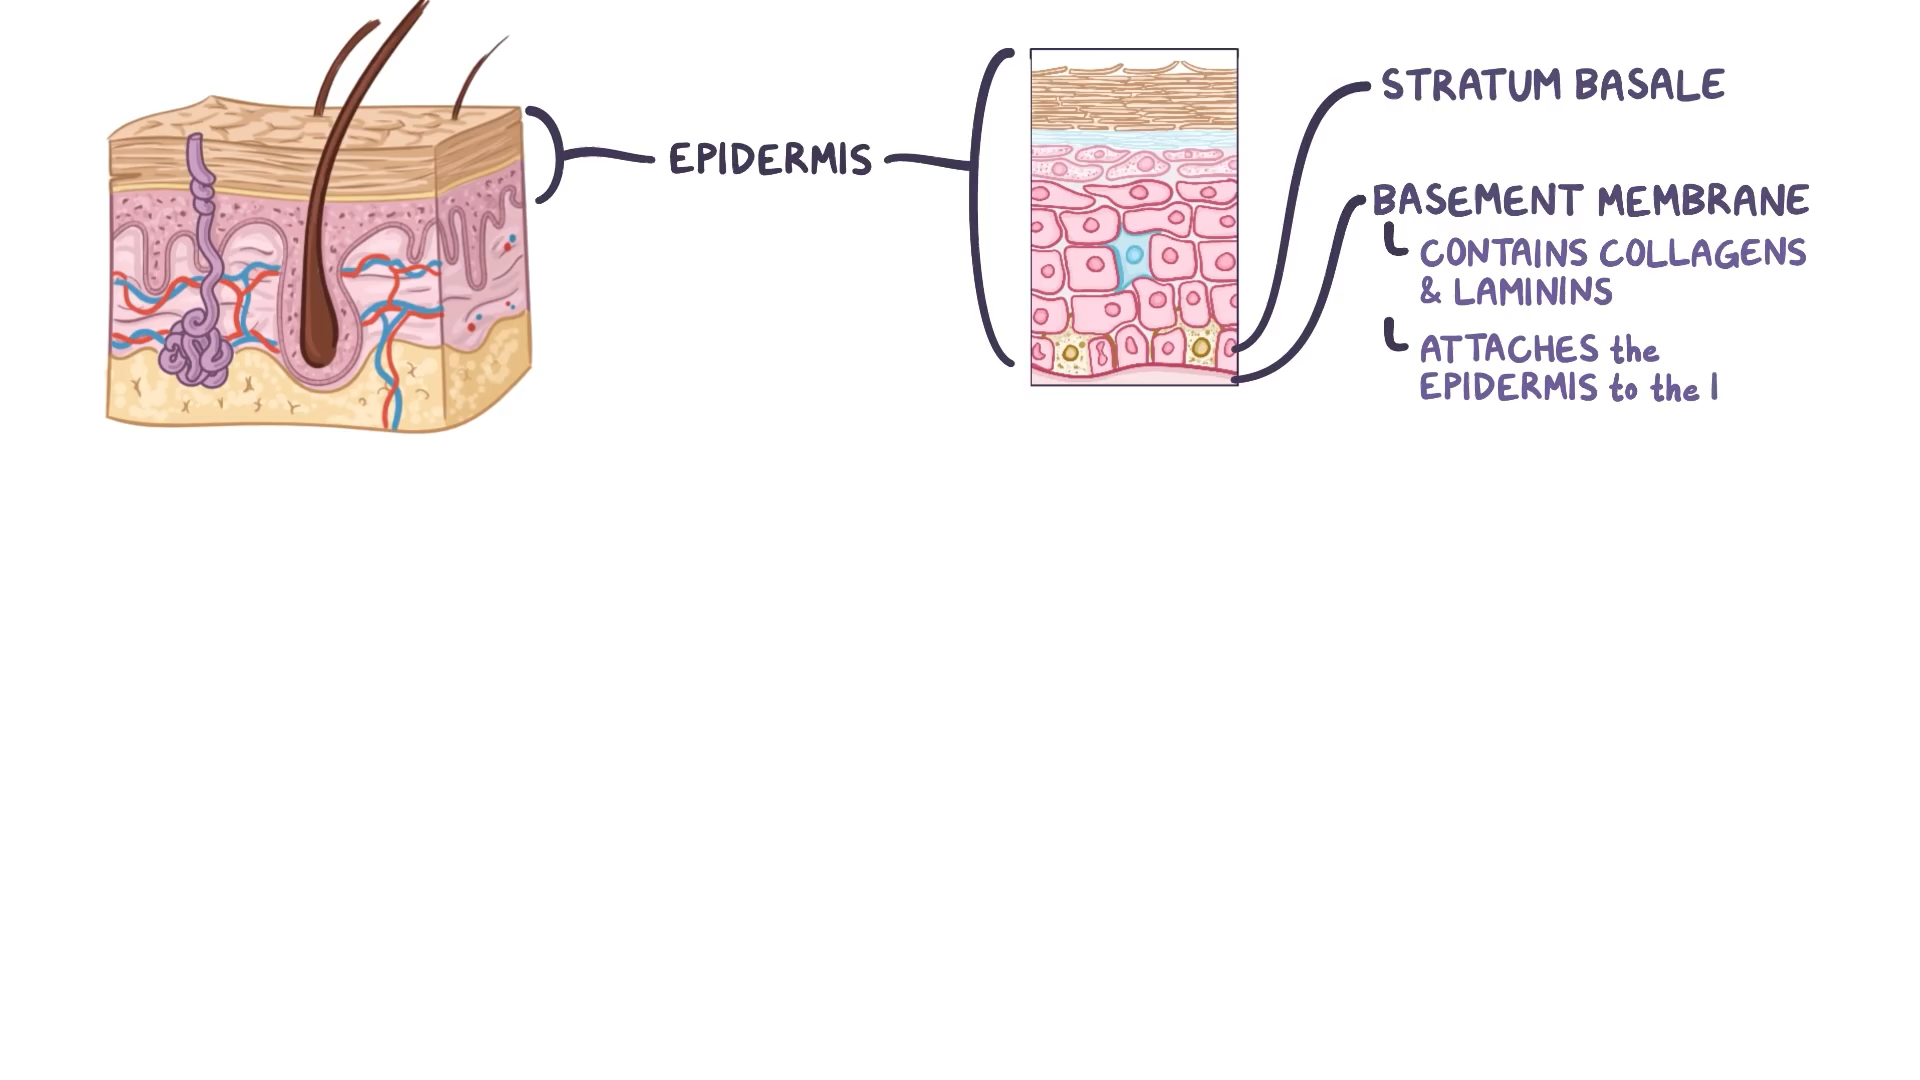 EPIDERMIS
STRATUM BASALE
BASEMENT MEMBRANE
CONTAINS COLLAGENS
& LAMININS
ATTACHES the
EPIDERMIS to the